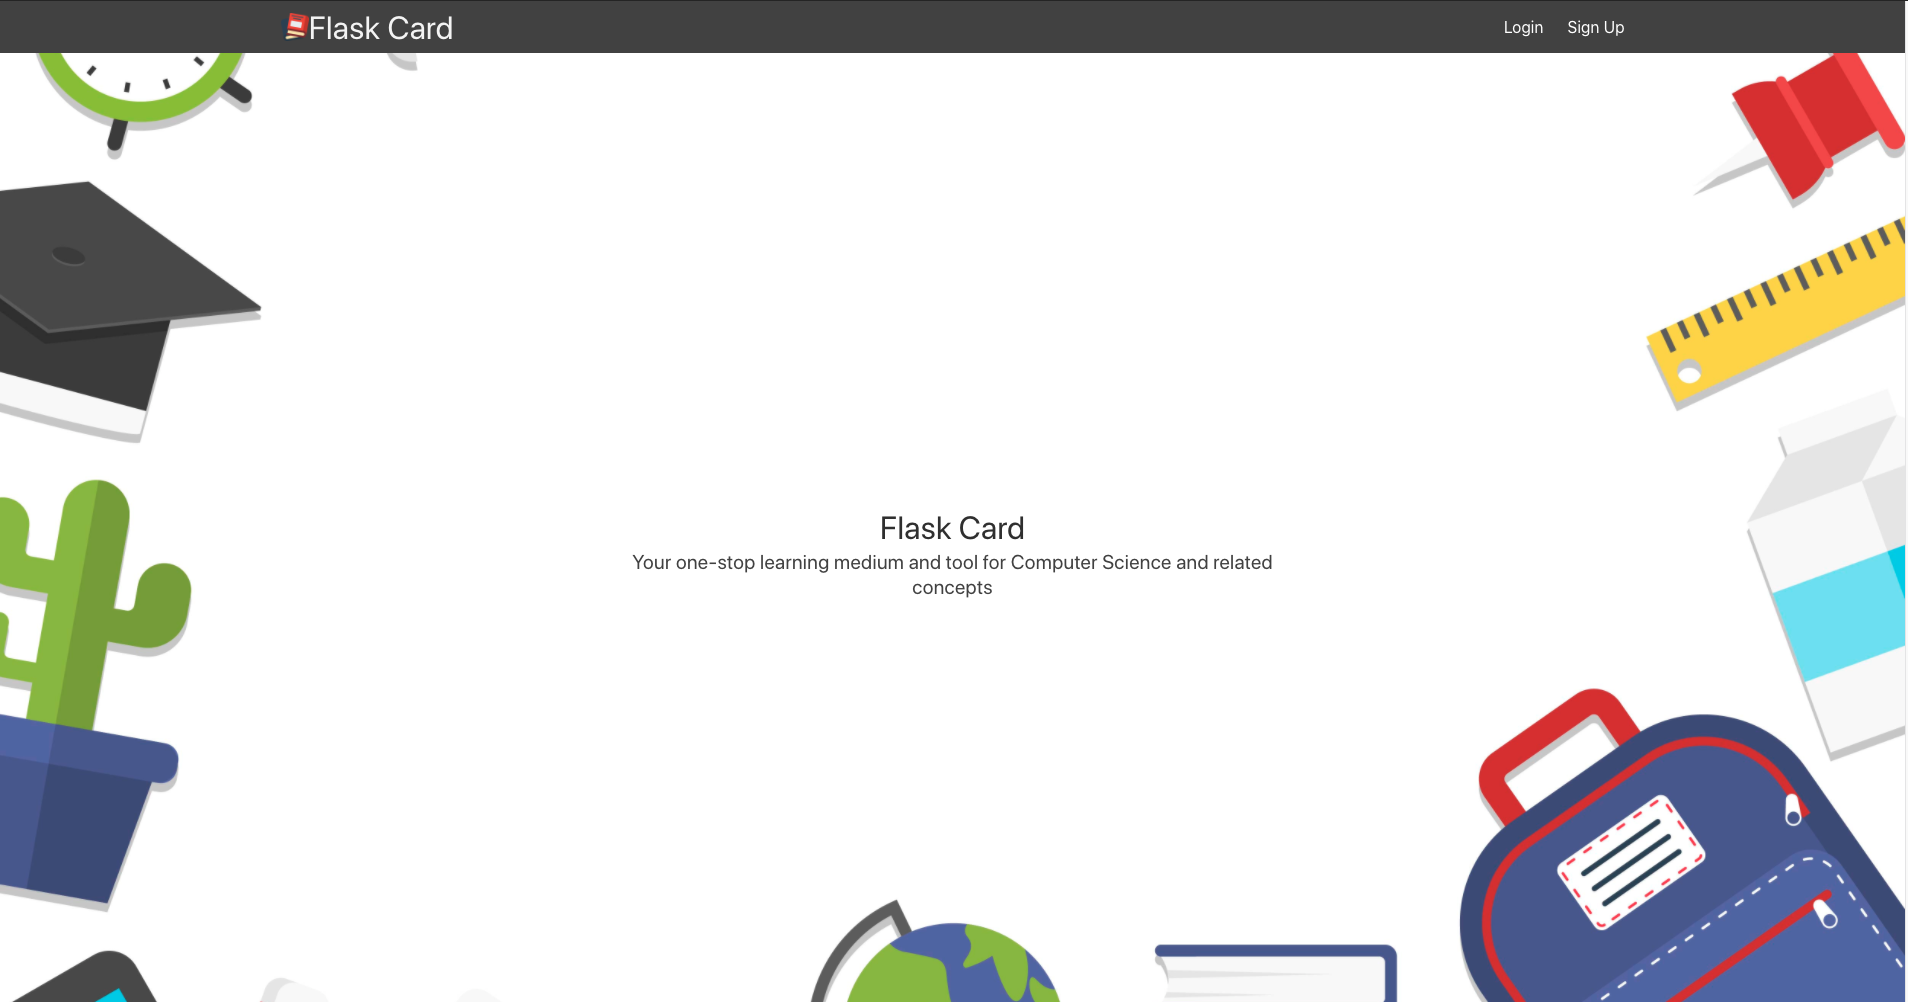 Flask Card
Login
Sign Up
Flask Card
Your one-stop learning medium and tool for Computer Science and related
concepts